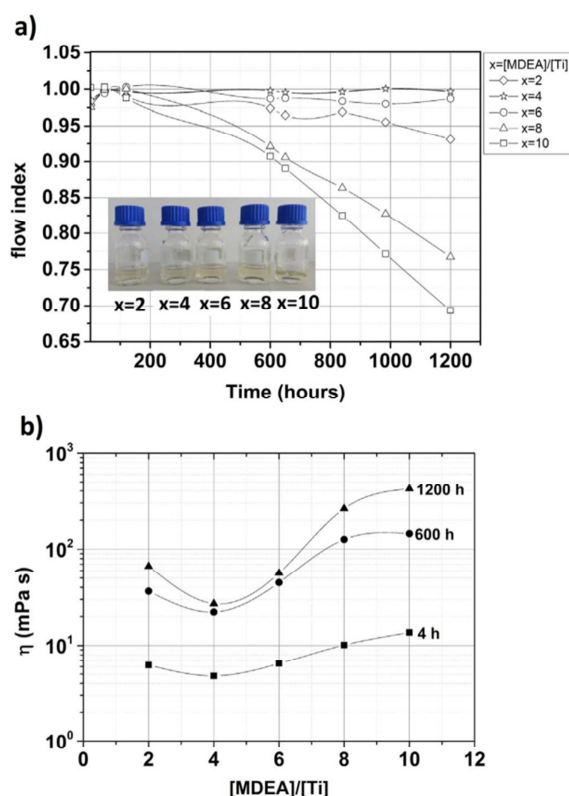 a)
1.05
1.00
0.95
0.90
0.85
0.80
0.75
0.70
0.65
flow index
200 400 600 800 1000 1200
Time (hours)
x=[MDEA]/[Ti]
x=2
x=4
x=6
x=8
x=10
x=2 x=4 x=6 x=8 x=10
b)
10³
10²
10¹
10⁰
η (mPa s)
1200 h
600 h
4 h
0 2 4 6 8 10 12
[MDEA]/[Ti]